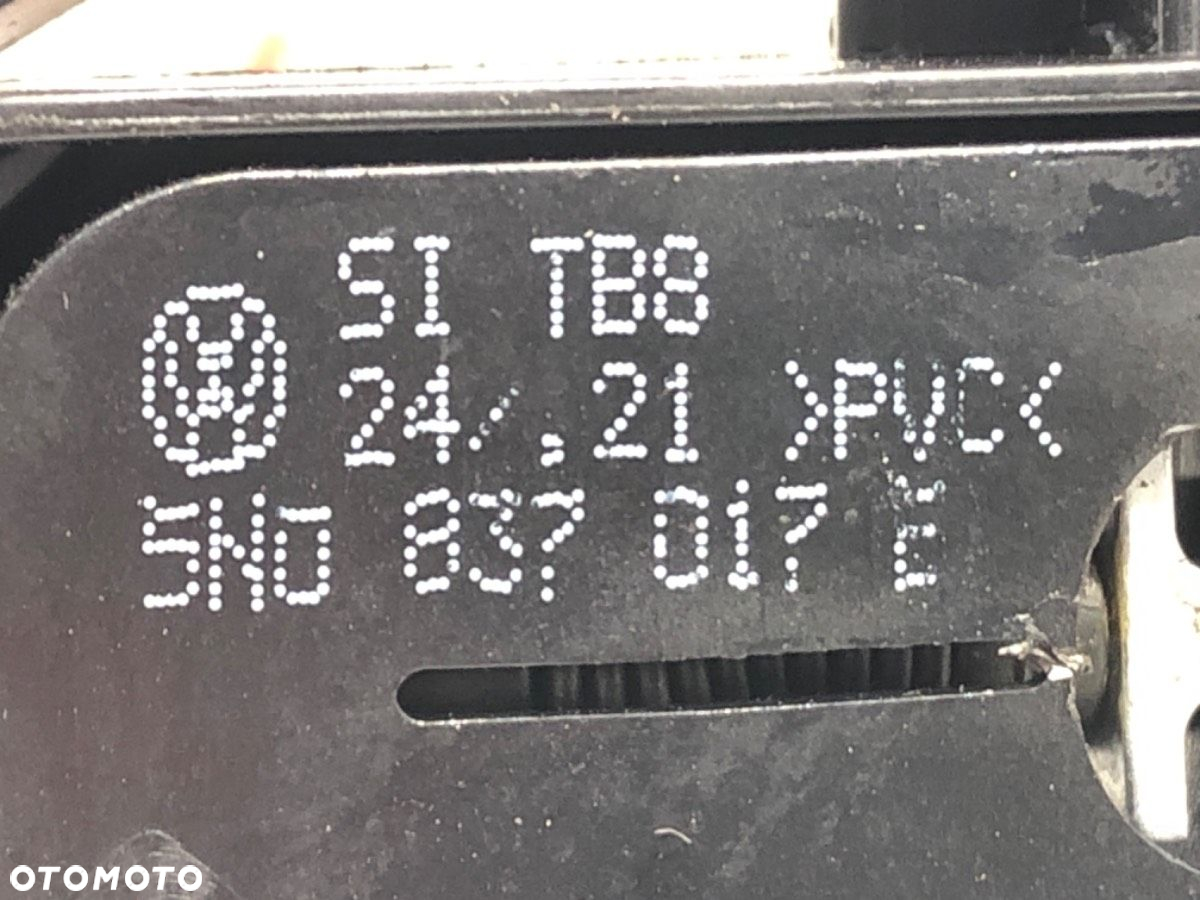 SI TB8
24/.21 >PVC<
5N0 837 017 E
OTOMOTO